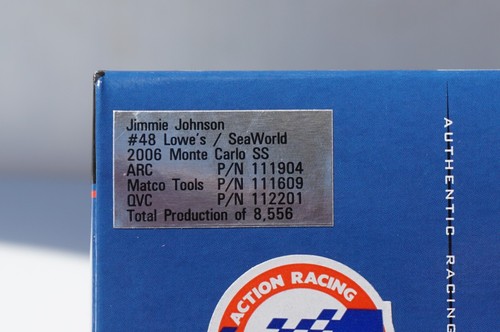 Jimmie Johnson
#48 Lowe's / SeaWorld
2006 Monte Carlo SS
ARC P/N 111904
Matco Tools P/N 111609
QVC P/N 112201
Total Production of 8,556
AUTHENTIC RACING
ACTION RACING